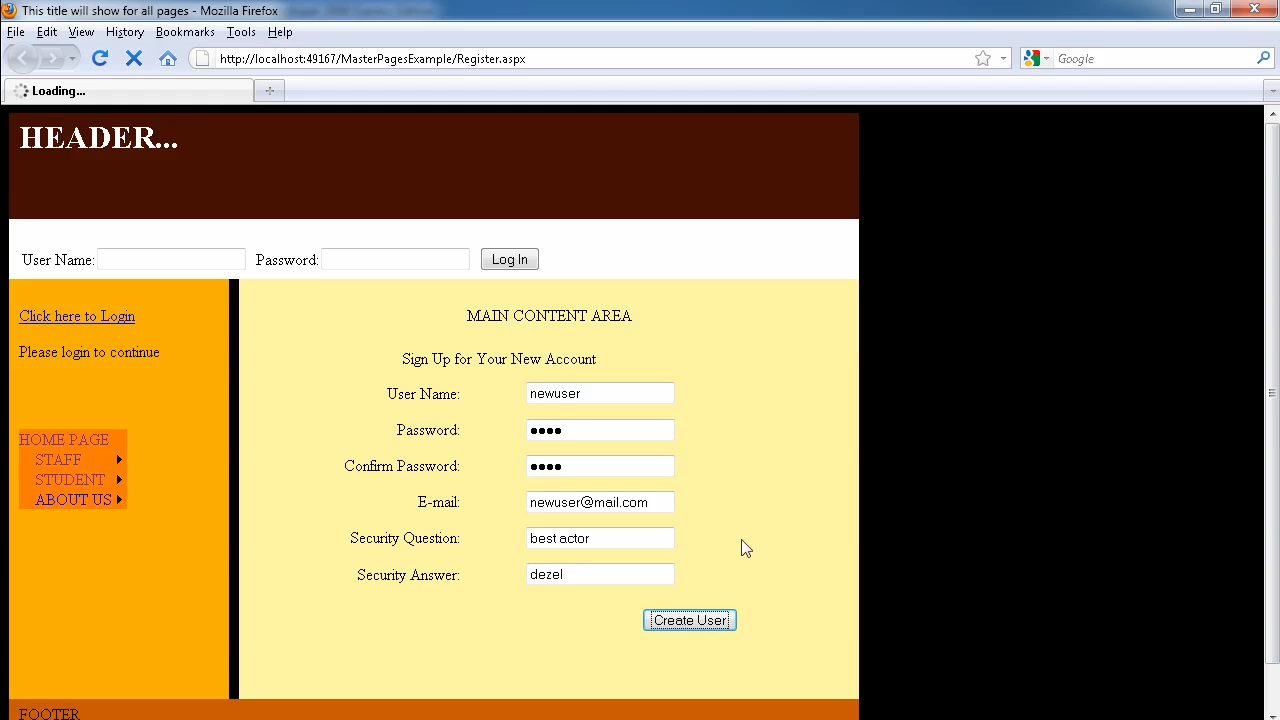 This title will show for all pages - Mozilla Firefox
File Edit View History Bookmarks Tools Help
http://localhost:49167/MasterPagesExample/Register.aspx
Google
Loading...
HEADER...
User Name: Password: Log In
Click here to Login
Please login to continue
HOME PAGE
STAFF
STUDENT
ABOUT US
MAIN CONTENT AREA
Sign Up for Your New Account
User Name: newuser
Password: ●●●●
Confirm Password: ●●●●
E-mail: newuser@mail.com
Security Question: best actor
Security Answer: dezel
Create User
FOOTER